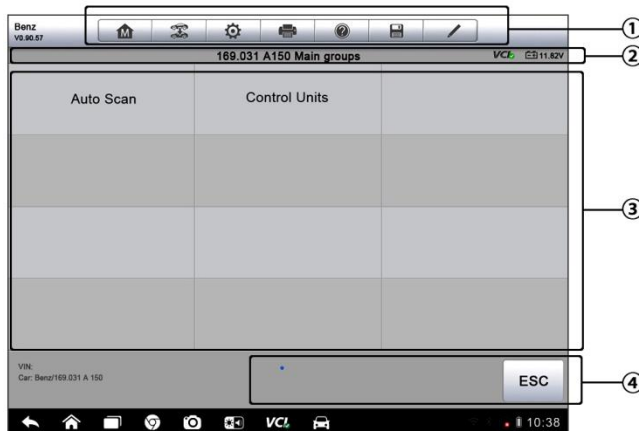 Benz
V0.90.57
M
①
169.031 A150 Main groups
VCI
11.82V
②
Auto Scan
Control Units
③
VIN:
Car: Benz/169.031 A 150
ESC
④
VCI
10:38